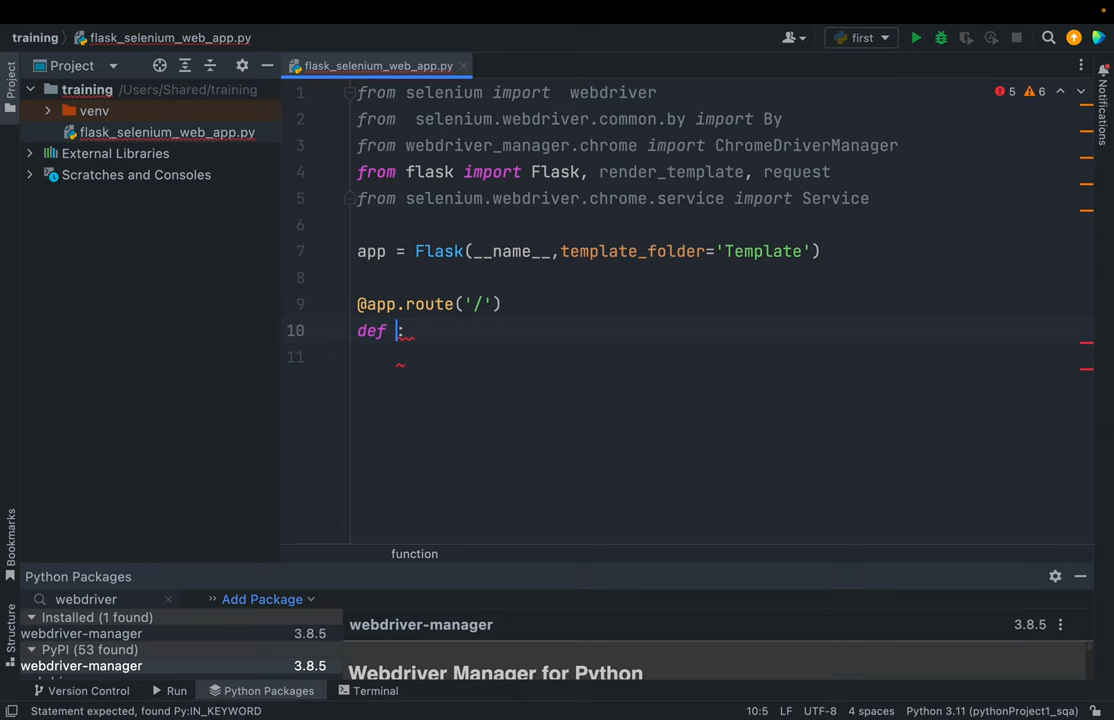 training
flask_selenium_web_app.py
first
Project
Project
flask_selenium_web_app.py
Notifications
training /Users/Shared/training
venv
flask_selenium_web_app.py
External Libraries
Scratches and Consoles
5 6
1 from selenium import  webdriver
2 from  selenium.webdriver.common.by import By
3 from webdriver_manager.chrome import ChromeDriverManager
4 from flask import Flask, render_template, request
5 from selenium.webdriver.chrome.service import Service
6
7 app = Flask(__name__,template_folder='Template')
8
9 @app.route('/')
10 def :
11
function
Bookmarks
Structure
Python Packages
webdriver
Add Package
Installed (1 found)
webdriver-manager 3.8.5
PyPI (53 found)
webdriver-manager 3.8.5
webdriver-manager 3.8.5
Webdriver Manager for Python
Version Control
Run
Python Packages
Terminal
Statement expected, found Py:IN_KEYWORD
10:5 LF UTF-8 4 spaces Python 3.11 (pythonProject1_sqa)